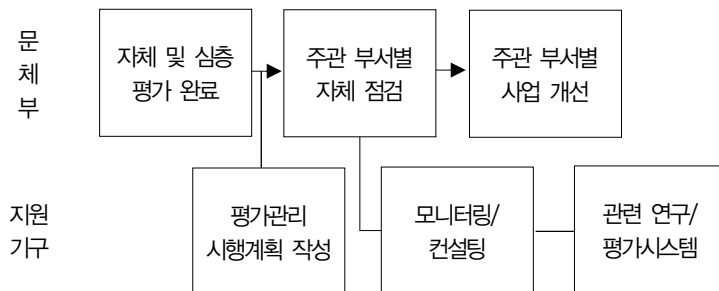 문
체
부
자체 및 심층
평가 완료
주관 부서별
자체 점검
주관 부서별
사업 개선
지원
기구
평가관리
시행계획 작성
모니터링/
컨설팅
관련 연구/
평가시스템